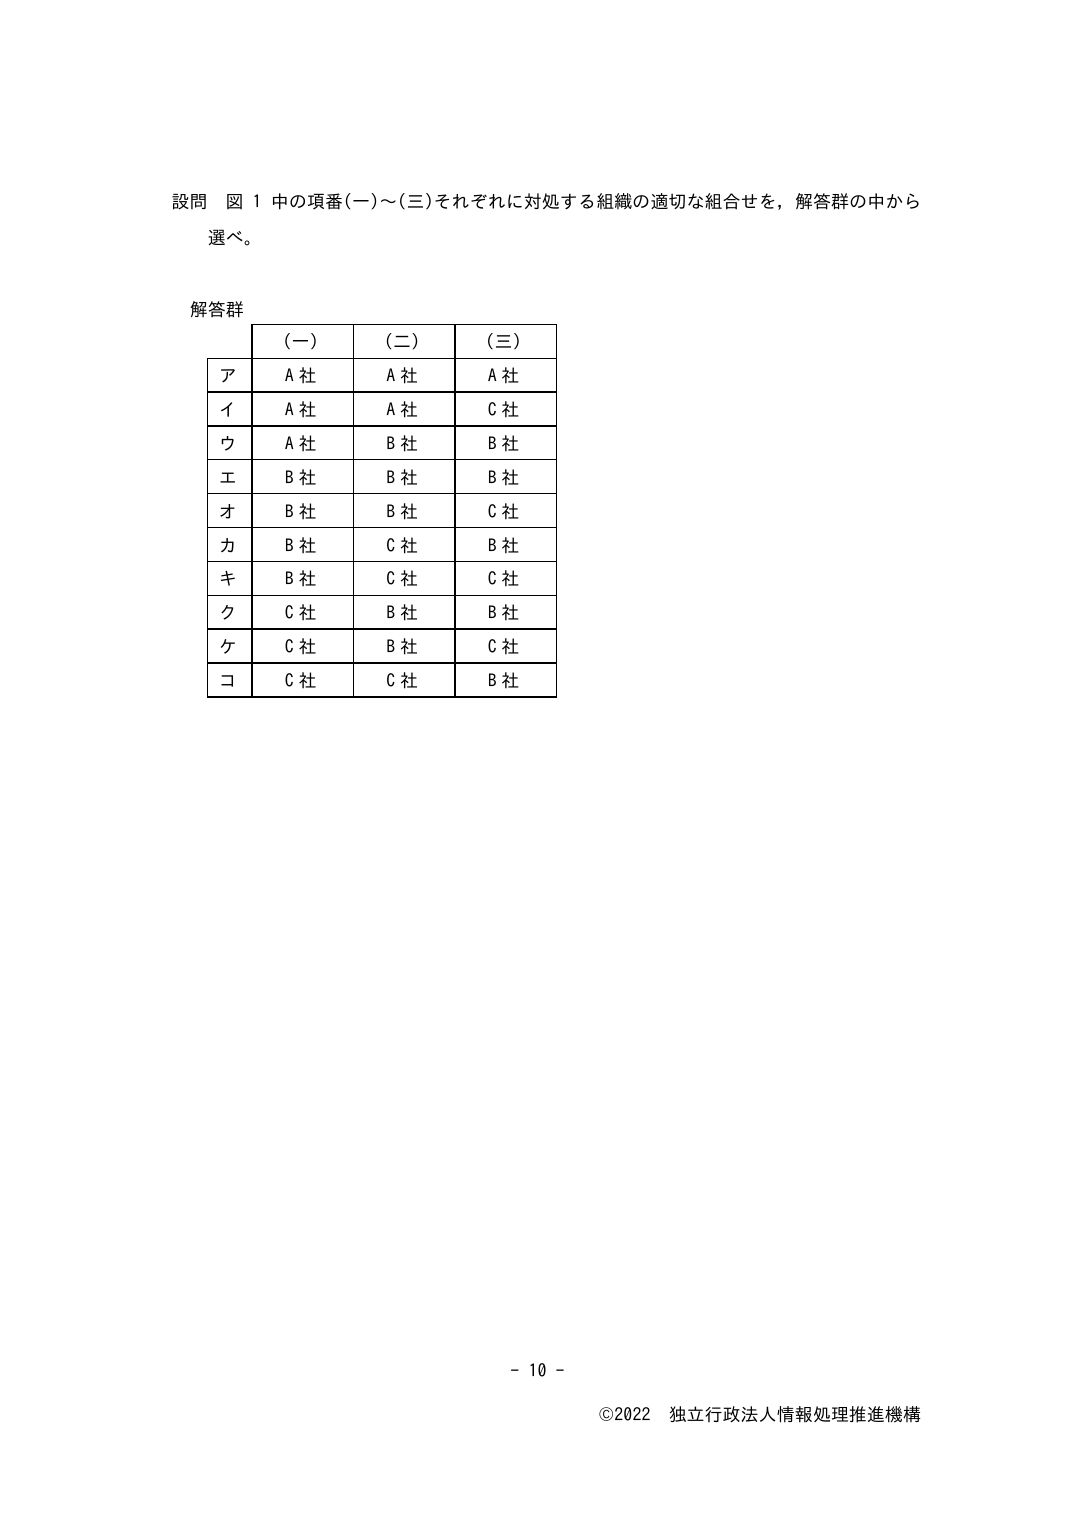 設問 図 1 中の項番(一)～(三)それぞれに対処する組織の適切な組合せを，解答群の中から
選べ。
解答群
(一) (二) (三)
ア A 社 A 社 A 社
イ A 社 A 社 C 社
ウ A 社 B 社 B 社
エ B 社 B 社 B 社
オ B 社 B 社 C 社
カ B 社 C 社 B 社
キ B 社 C 社 C 社
ク C 社 B 社 B 社
ケ C 社 B 社 C 社
コ C 社 C 社 B 社
- 10 -
©2022 独立行政法人情報処理推進機構